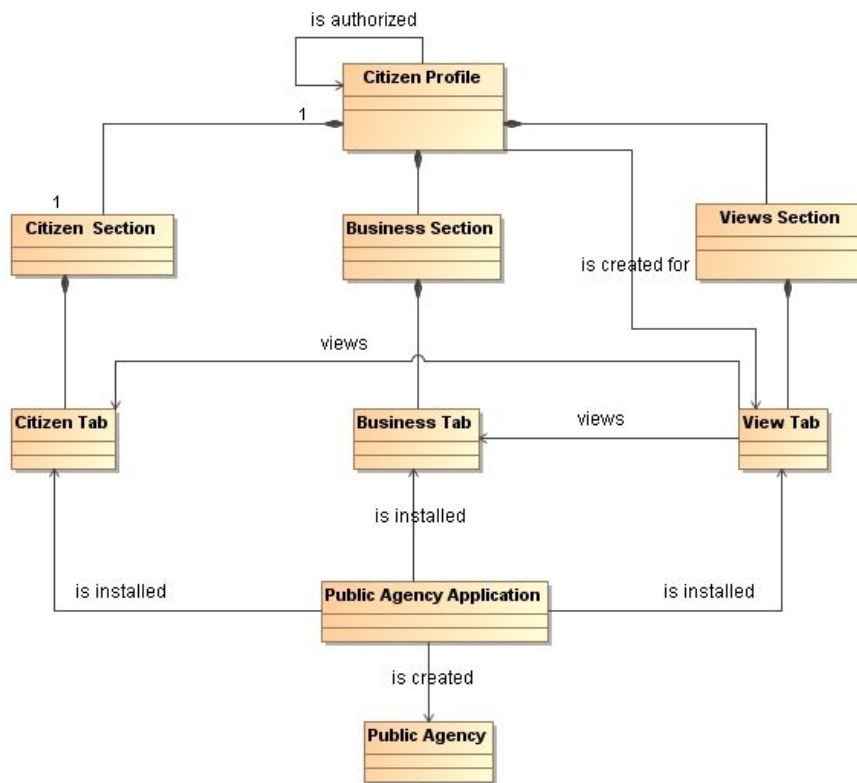 is authorized
Citizen Profile
1
1
Citizen  Section
Business Section
Views Section
is created for
views
Citizen Tab
Business Tab
views
View Tab
is installed
is installed
Public Agency Application
is installed
is created
Public Agency